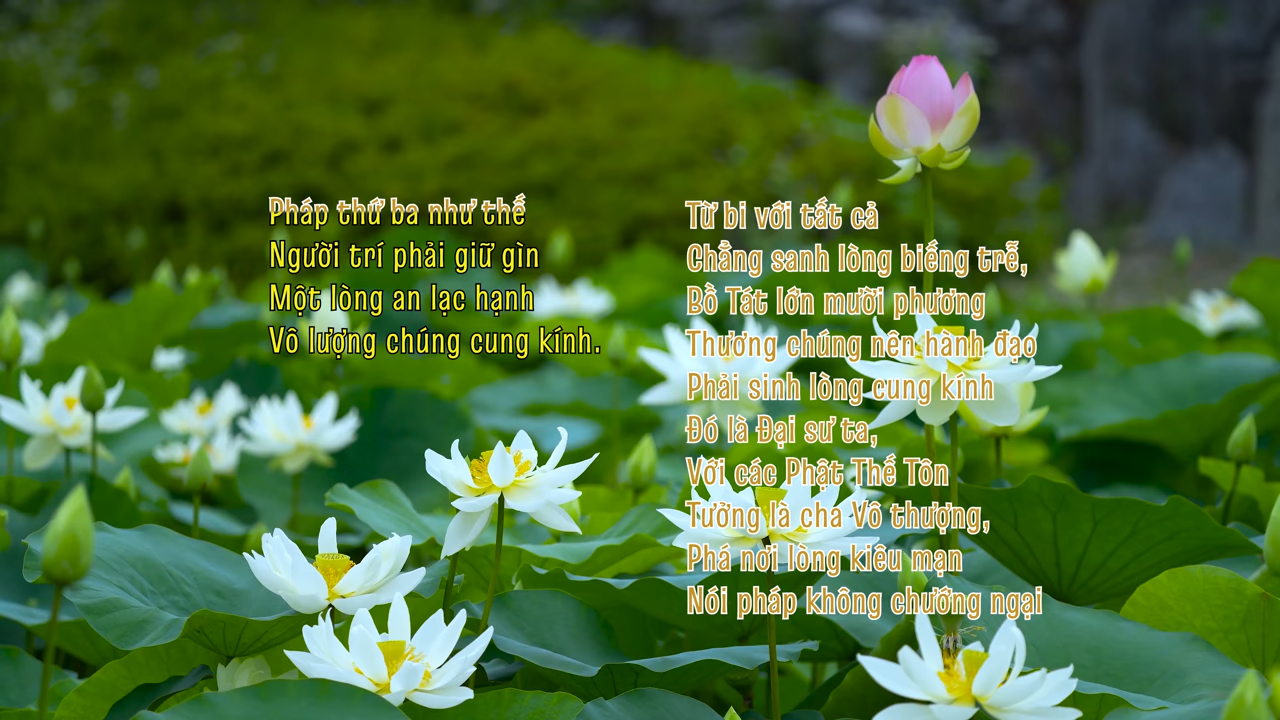 Pháp thứ ba như thế
Người trí phải giữ gìn
Một lòng an lạc hạnh
Vô lượng chúng cung kính.
Từ bi với tất cả
Chẳng sanh lòng biếng trễ,
Bồ Tát lớn mười phương
Thương chúng nên hành đạo
Phải sinh lòng cung kính
Đó là Đại sư ta,
Với các Phật Thế Tôn
Tưởng là cha Vô thượng,
Phá nơi lòng kiêu mạn
Nói pháp không chướng ngại